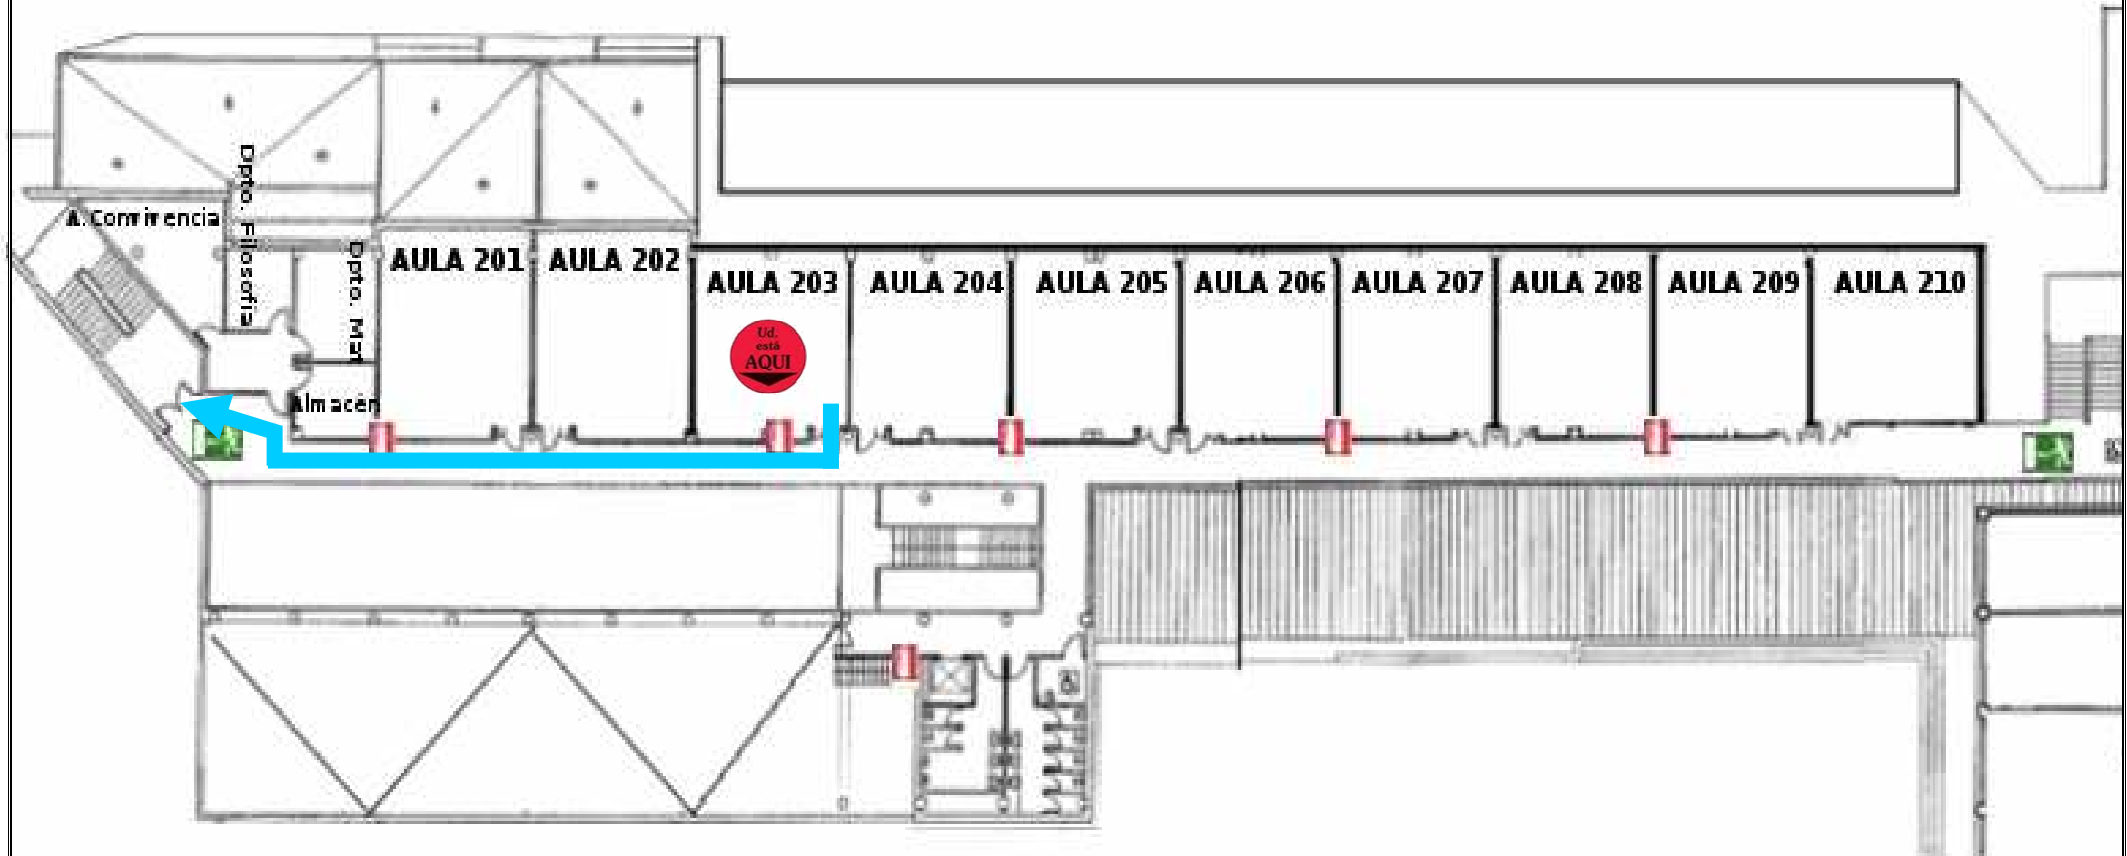 Dpto. Filosofia
A. Convivencia
Dpto. Mat
AULA 201
AULA 202
AULA 203
AULA 204
AULA 205
AULA 206
AULA 207
AULA 208
AULA 209
AULA 210
Ud.
está
AQUI
Almacén